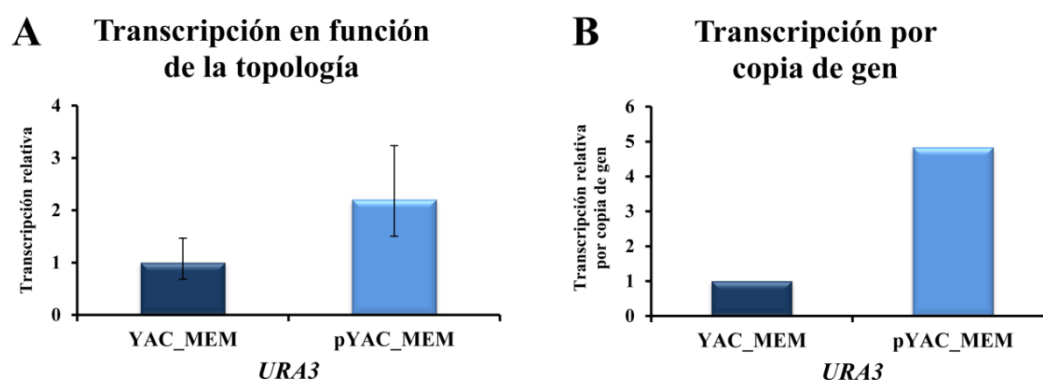 A
Transcripción en función
de la topología
Transcripción relativa
4
3
2
1
0
YAC_MEM
pYAC_MEM
URA3
B
Transcripción por
copia de gen
Transcripción relativa
por copia de gen
6
5
4
3
2
1
0
YAC_MEM
pYAC_MEM
URA3